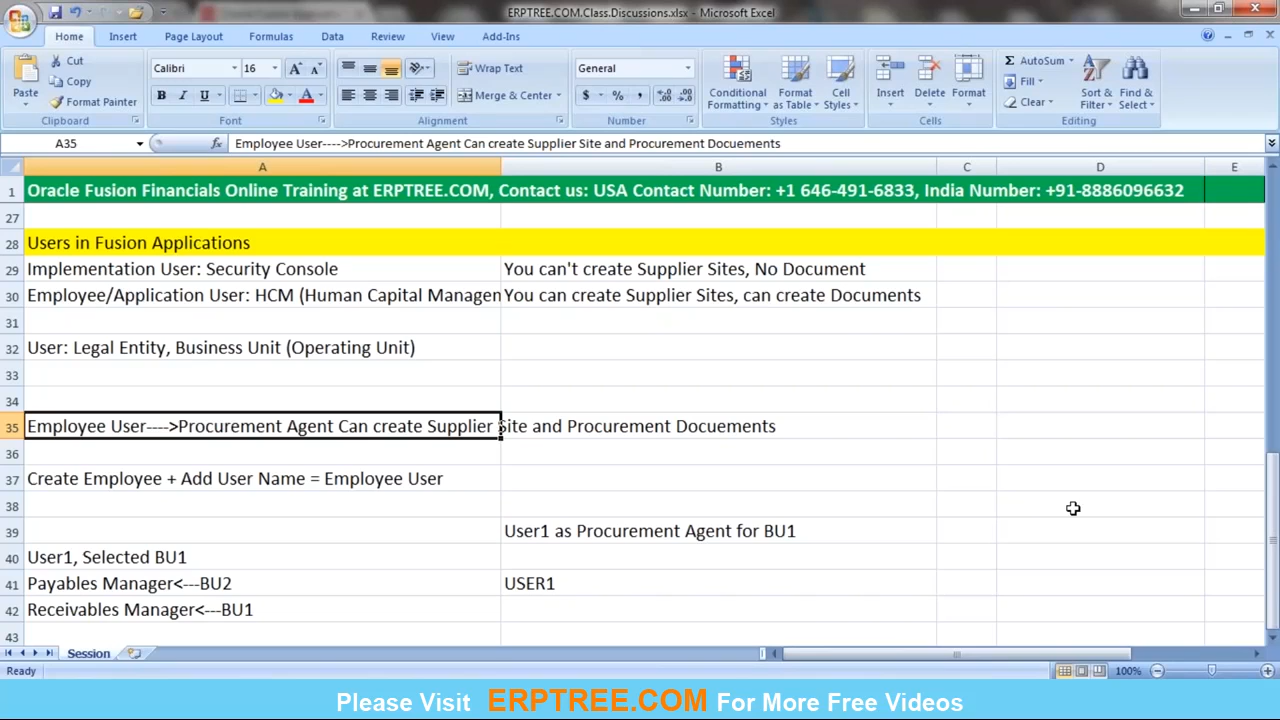 ERPTREE.COM.Class.Discussions.xlsx - Microsoft Excel
Home Insert Page Layout Formulas Data Review View Add-Ins
Cut
Copy
Format Painter
Paste
Clipboard
Calibri 16
B I U A
Font
Wrap Text
Merge & Center
Alignment
General
$ % ,
Number
Conditional Formatting
Format as Table
Cell Styles
Styles
Insert Delete Format
Cells
AutoSum
Fill
Clear
Sort & Filter
Find & Select
Editing
A35 fx Employee User---->Procurement Agent Can create Supplier Site and Procurement Docuements
A B C D E
1 Oracle Fusion Financials Online Training at ERPTREE.COM, Contact us: USA Contact Number: +1 646-491-6833, India Number: +91-8886096632
27
28 Users in Fusion Applications
29 Implementation User: Security Console You can't create Supplier Sites, No Document
30 Employee/Application User: HCM (Human Capital Managen You can create Supplier Sites, can create Documents
31
32 User: Legal Entity, Business Unit (Operating Unit)
33
34
35 Employee User---->Procurement Agent Can create Supplier Site and Procurement Docuements
36
37 Create Employee + Add User Name = Employee User
38
39 User1 as Procurement Agent for BU1
40 User1, Selected BU1
41 Payables Manager<---BU2 USER1
42 Receivables Manager<---BU1
43
Session
Ready 100%
Please Visit ERPTREE.COM For More Free Videos